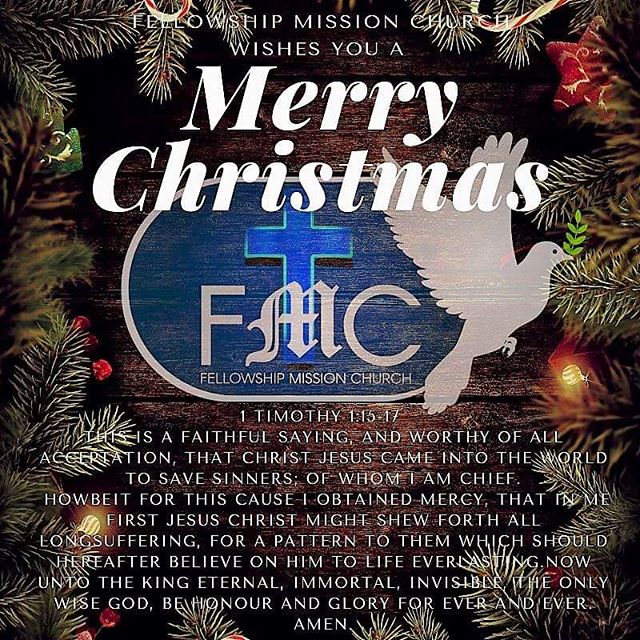 FELLOWSHIP MISSION CHURCH
WISHES YOU A
Merry
Christmas
FMC
FELLOWSHIP MISSION CHURCH
1 TIMOTHY 1:15-17
THIS IS A FAITHFUL SAYING, AND WORTHY OF ALL
ACCEPTATION, THAT CHRIST JESUS CAME INTO THE WORLD
TO SAVE SINNERS; OF WHOM I AM CHIEF.
HOWBEIT FOR THIS CAUSE I OBTAINED MERCY, THAT IN ME
FIRST JESUS CHRIST MIGHT SHEW FORTH ALL
LONGSUFFERING, FOR A PATTERN TO THEM WHICH SHOULD
HEREAFTER BELIEVE ON HIM TO LIFE EVERLASTING.NOW
UNTO THE KING ETERNAL, IMMORTAL, INVISIBLE, THE ONLY
WISE GOD, BE HONOUR AND GLORY FOR EVER AND EVER.
AMEN.